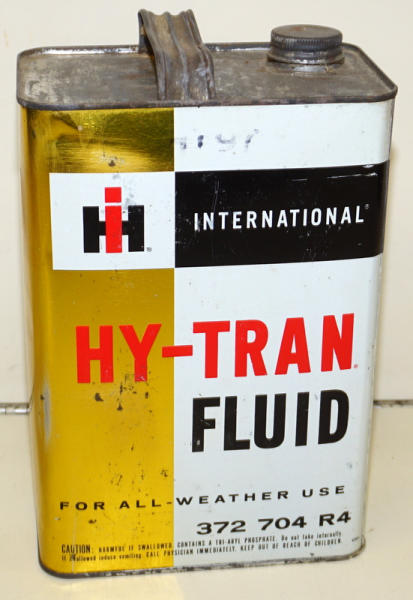 IH® INTERNATIONAL®
HY-TRAN®
FLUID
FOR ALL-WEATHER USE
372 704 R4
CAUTION: HARMFUL IF SWALLOWED. CONTAINS A TRI-ARYL PHOSPHATE. Do not take internally.
If swallowed induce vomiting. CALL PHYSICIAN IMMEDIATELY. KEEP OUT OF REACH OF CHILDREN.